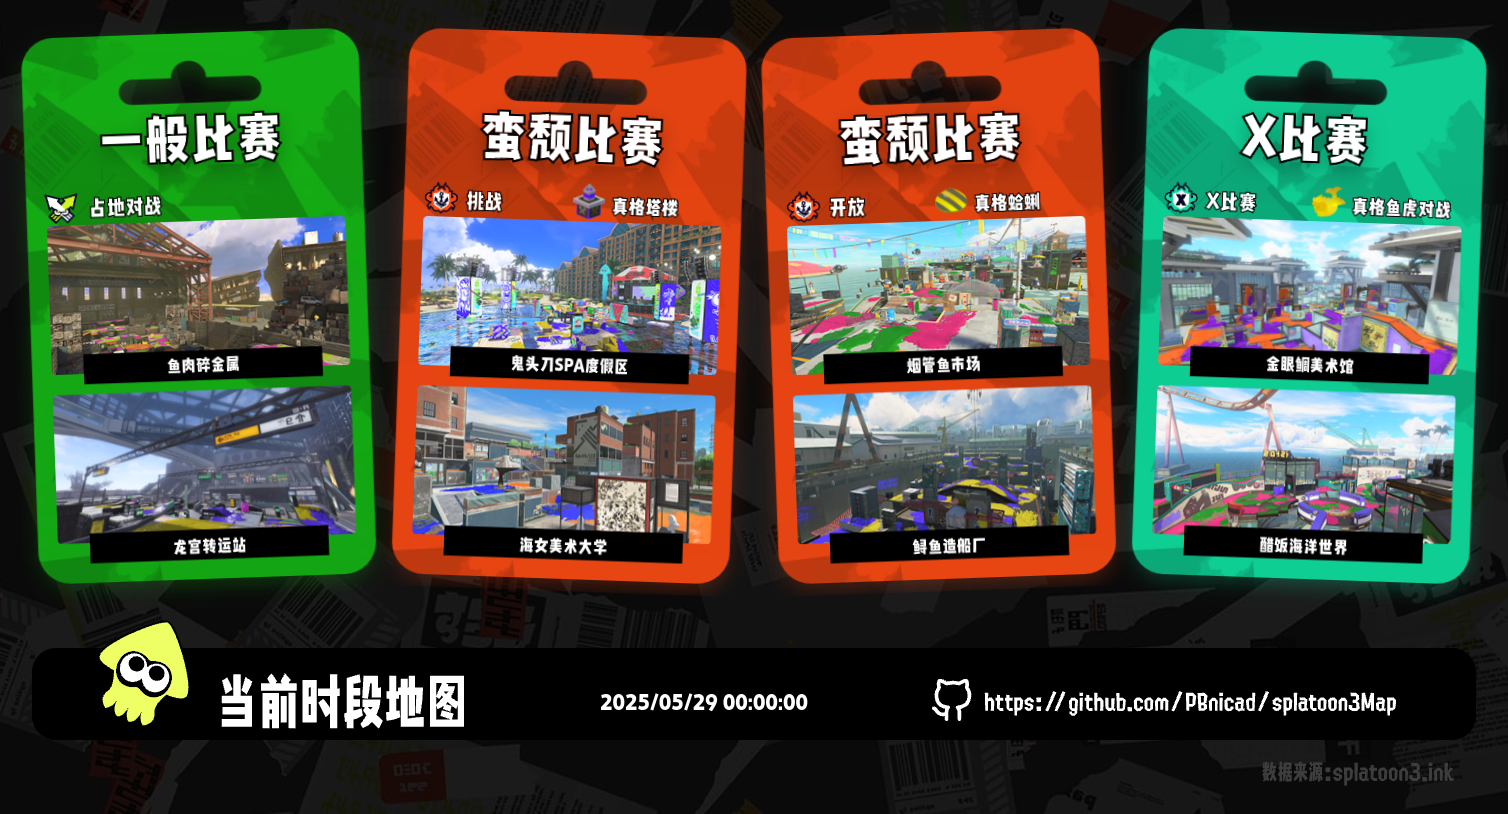 一般比赛
占地对战
鱼肉碎金属
龙宫转运站
蛮颓比赛
挑战
真格塔楼
鬼头刀SPA度假区
海女美术大学
蛮颓比赛
开放
真格蛤蜊
烟管鱼市场
鲟鱼造船厂
X比赛
X比赛
真格鱼虎对战
金眼鲷美术馆
醋饭海洋世界
当前时段地图
2025/05/29 00:00:00
https://github.com/PBnicad/splatoon3Map
数据来源:splatoon3.ink